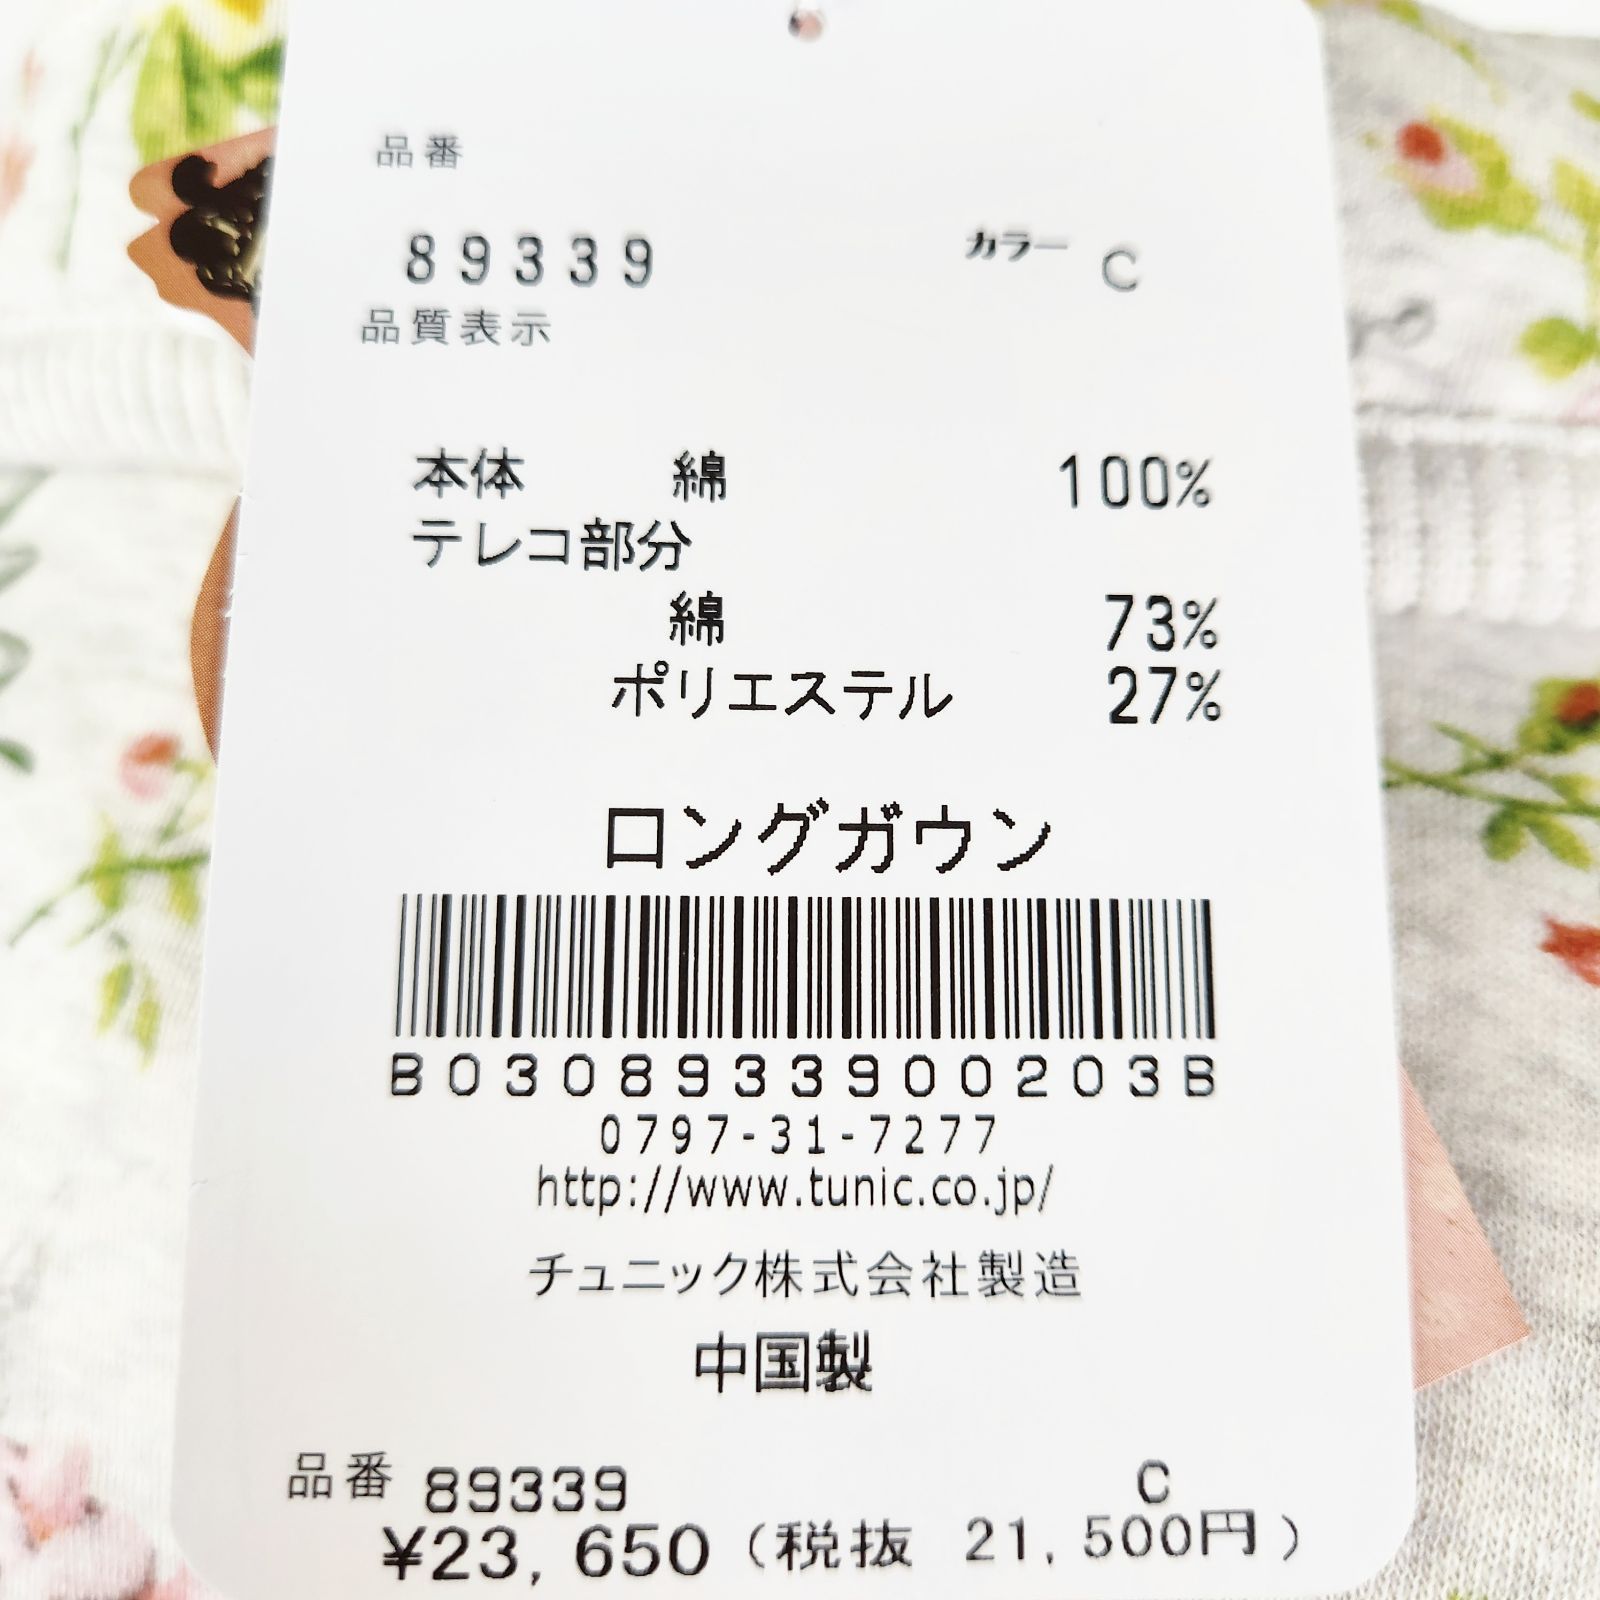 品番
89339 カラー C
品質表示
本体 綿 100%
テレコ部分
綿 73%
ポリエステル 27%
ロングガウン
B0308933900203B
0797-31-7277
http://www.tunic.co.jp/
チュニック株式会社製造
中国製
品番 89339 C
¥23,650(税抜 21,500円)